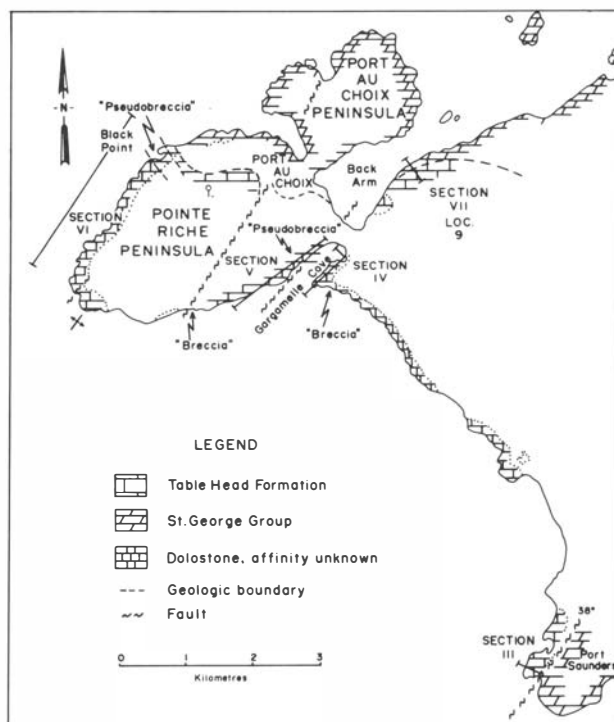 PORT
AU
CHOIX
PENINSULA
N
"Pseudobreccia"
Black
Point
PORT
AU
CHOIX
Back
Arm
SECTION
VII
LOC.
9
SECTION VI
POINTE
RICHE
PENINSULA
"Pseudobreccia"
SECTION
V
Gargamelle Cove
SECTION
IV
"Breccia"
"Breccia"
LEGEND
Table Head Formation
St. George Group
Dolostone, affinity unknown
Geologic boundary
Fault
0 1 2 3
Kilometres
38°
SECTION
III
Port
Saunders